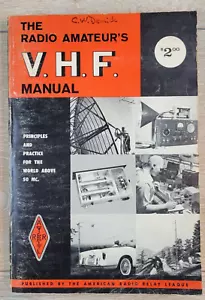 THE
RADIO AMATEUR'S
$2.00
V.H.F.
MANUAL
PRINCIPLES
AND
PRACTICE
FOR THE
WORLD ABOVE
50 MC.
PUBLISHED BY THE AMERICAN RADIO RELAY LEAGUE